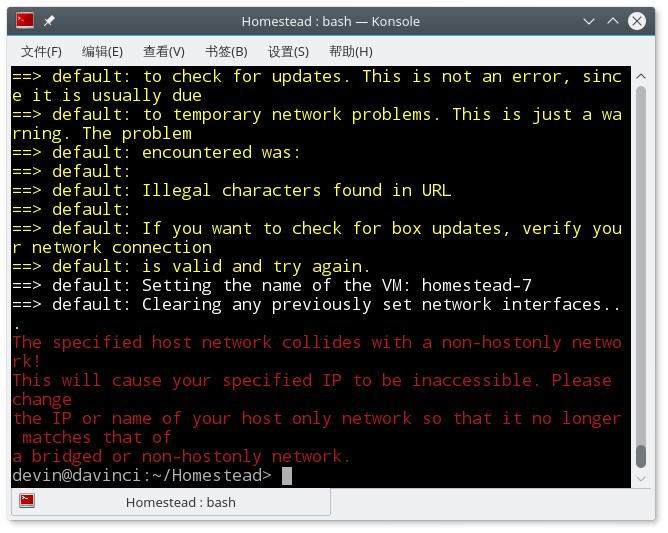 Homestead : bash — Konsole
文件(F) 编辑(E) 查看(V) 书签(B) 设置(S) 帮助(H)
==> default: to check for updates. This is not an error, sinc
e it is usually due
==> default: to temporary network problems. This is just a wa
rning. The problem
==> default: encountered was:
==> default:
==> default: Illegal characters found in URL
==> default:
==> default: If you want to check for box updates, verify you
r network connection
==> default: is valid and try again.
==> default: Setting the name of the VM: homestead-7
==> default: Clearing any previously set network interfaces..
.
The specified host network collides with a non-hostonly netwo
rk!
This will cause your specified IP to be inaccessible. Please
change
the IP or name of your host only network so that it no longer
 matches that of
a bridged or non-hostonly network.
devin@davinci:~/Homestead>
Homestead : bash